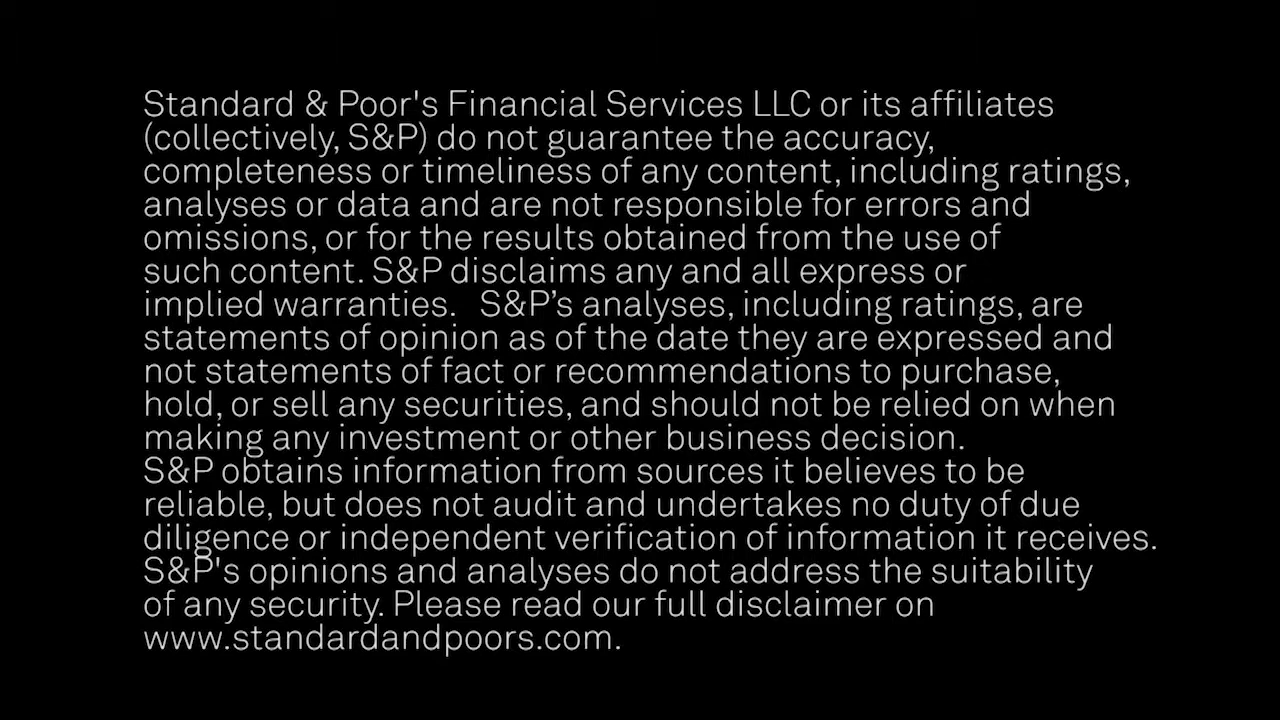 Standard & Poor's Financial Services LLC or its affiliates
(collectively, S&P) do not guarantee the accuracy,
completeness or timeliness of any content, including ratings,
analyses or data and are not responsible for errors and
omissions, or for the results obtained from the use of
such content. S&P disclaims any and all express or
implied warranties.   S&P’s analyses, including ratings, are
statements of opinion as of the date they are expressed and
not statements of fact or recommendations to purchase,
hold, or sell any securities, and should not be relied on when
making any investment or other business decision.
S&P obtains information from sources it believes to be
reliable, but does not audit and undertakes no duty of due
diligence or independent verification of information it receives.
S&P's opinions and analyses do not address the suitability
of any security. Please read our full disclaimer on
www.standardandpoors.com.